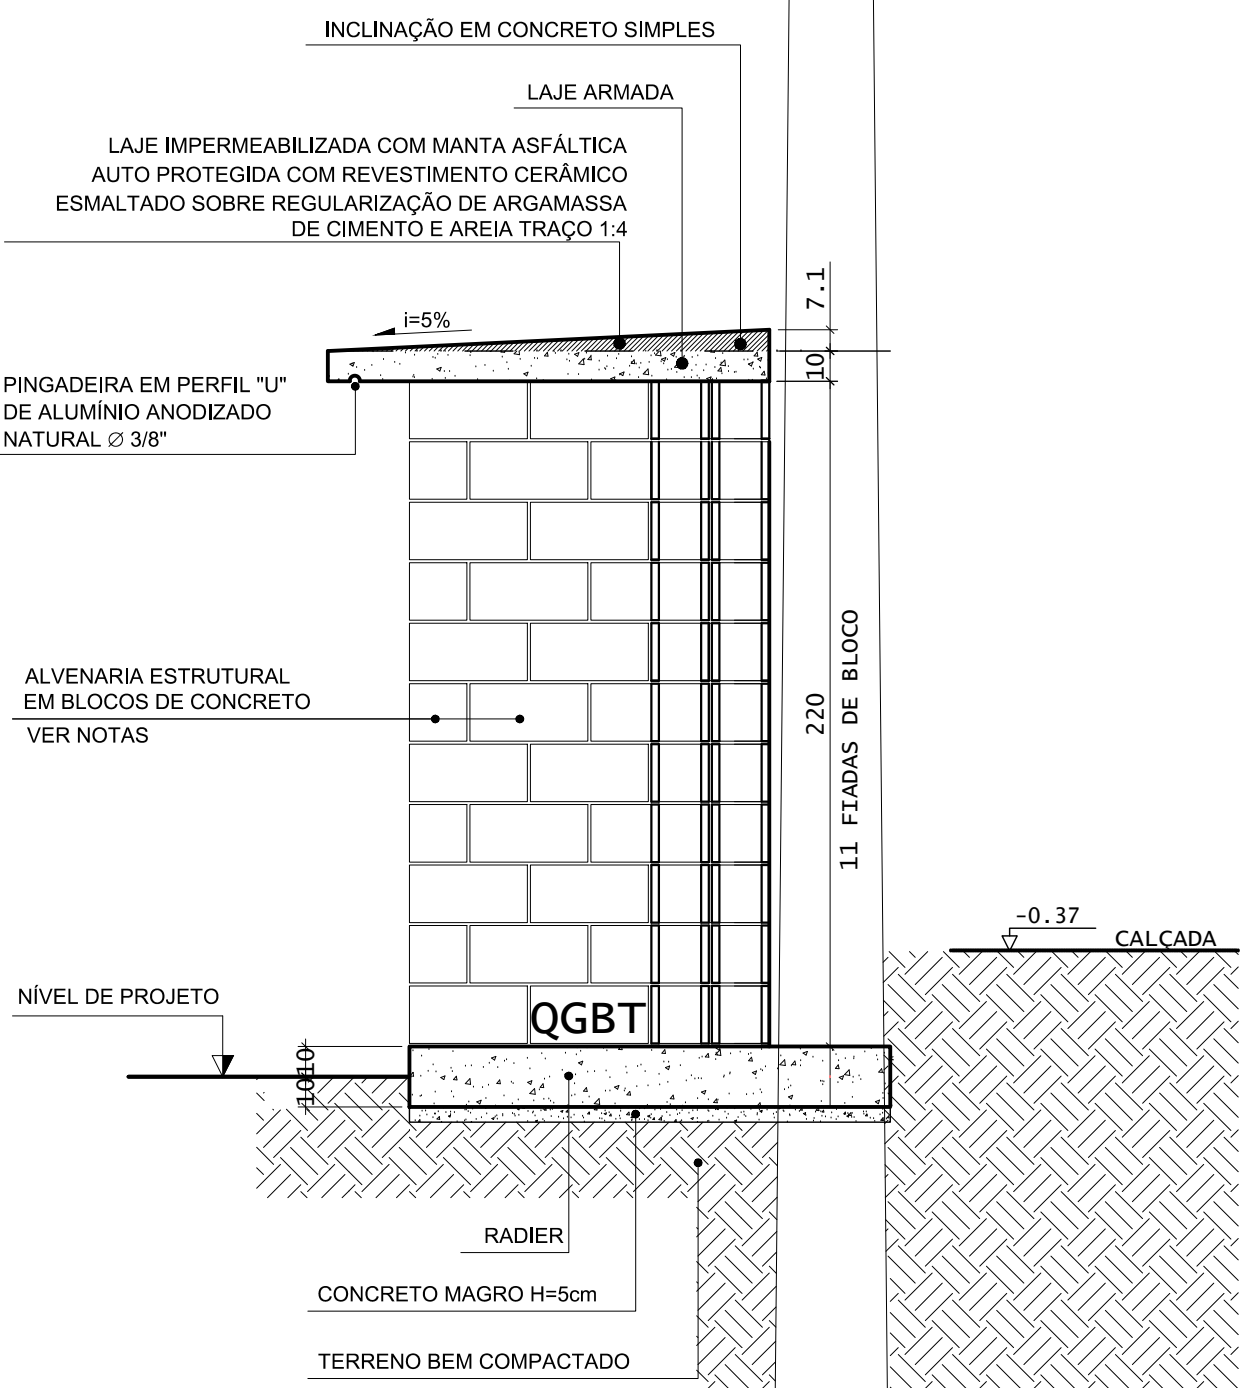 INCLINAÇÃO EM CONCRETO SIMPLES
LAJE ARMADA
LAJE IMPERMEABILIZADA COM MANTA ASFÁLTICA
AUTO PROTEGIDA COM REVESTIMENTO CERÂMICO
ESMALTADO SOBRE REGULARIZAÇÃO DE ARGAMASSA
DE CIMENTO E AREIA TRAÇO 1:4
7.1
i=5%
10
PINGADEIRA EM PERFIL "U"
DE ALUMÍNIO ANODIZADO
NATURAL Ø 3/8"
ALVENARIA ESTRUTURAL
EM BLOCOS DE CONCRETO
VER NOTAS
220
11 FIADAS DE BLOCO
-0.37
CALÇADA
NÍVEL DE PROJETO
QGBT
10
10
RADIER
CONCRETO MAGRO H=5cm
TERRENO BEM COMPACTADO